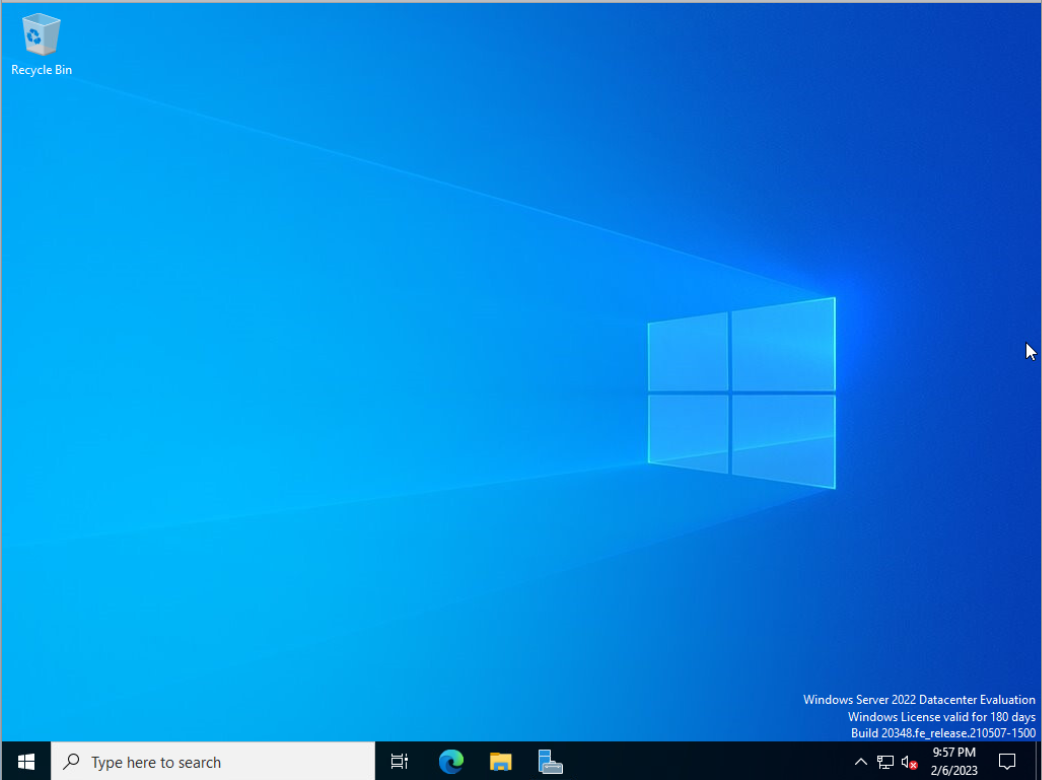 Recycle Bin
Windows Server 2022 Datacenter Evaluation
Windows License valid for 180 days
Build 20348.fe_release.210507-1500
Type here to search
9:57 PM
2/6/2023